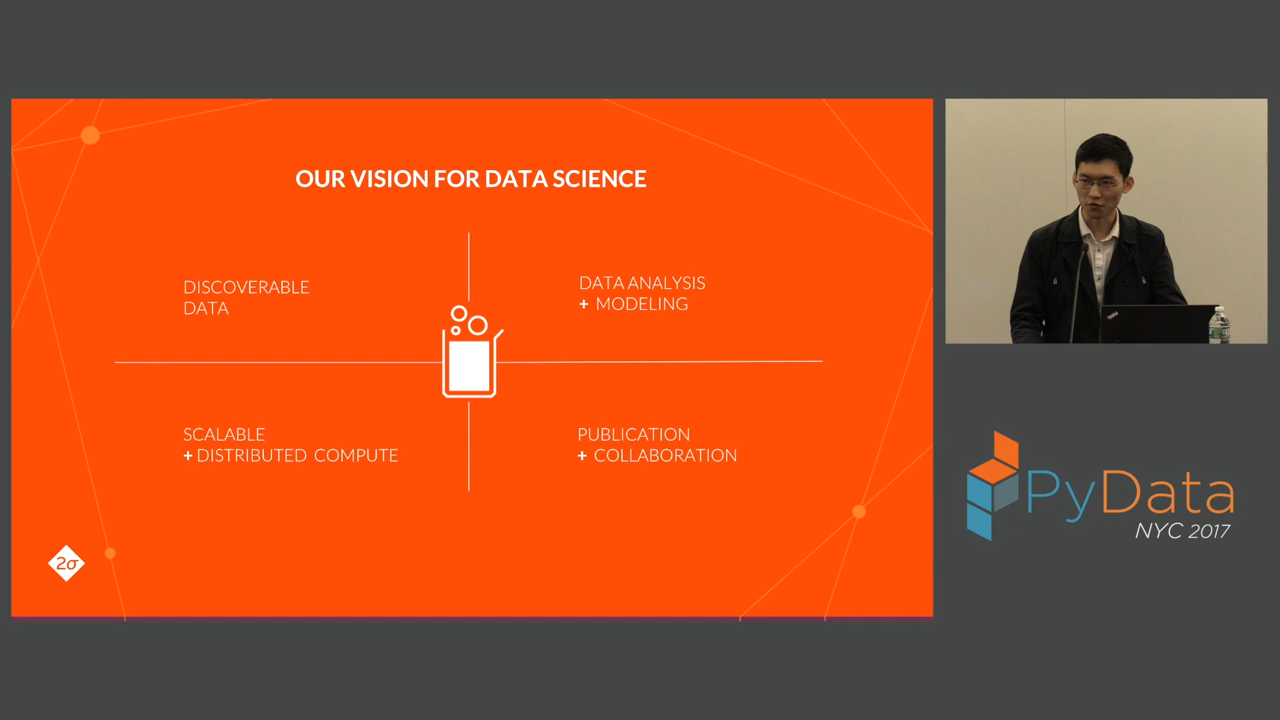 OUR VISION FOR DATA SCIENCE
DISCOVERABLE
DATA
DATA ANALYSIS
+ MODELING
SCALABLE
+ DISTRIBUTED COMPUTE
PUBLICATION
+ COLLABORATION
2σ
PyData
NYC 2017